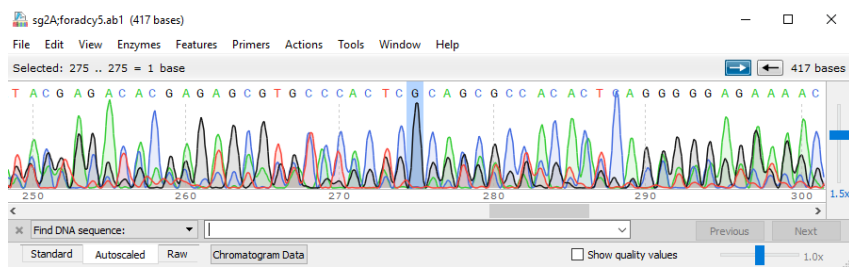 sg2A;foradcy5.ab1 (417 bases)
File Edit View Enzymes Features Primers Actions Tools Window Help
Selected: 275 .. 275 = 1 base 417 bases
T A C G A G A C A C G A G A G C G T G C C C A C T C G C A G C G C C A C A C T G A G G G G G A G A A A A C
250 260 270 280 290 300 1.5x
Find DNA sequence: Previous Next
Standard Autoscaled Raw Chromatogram Data Show quality values 1.0x